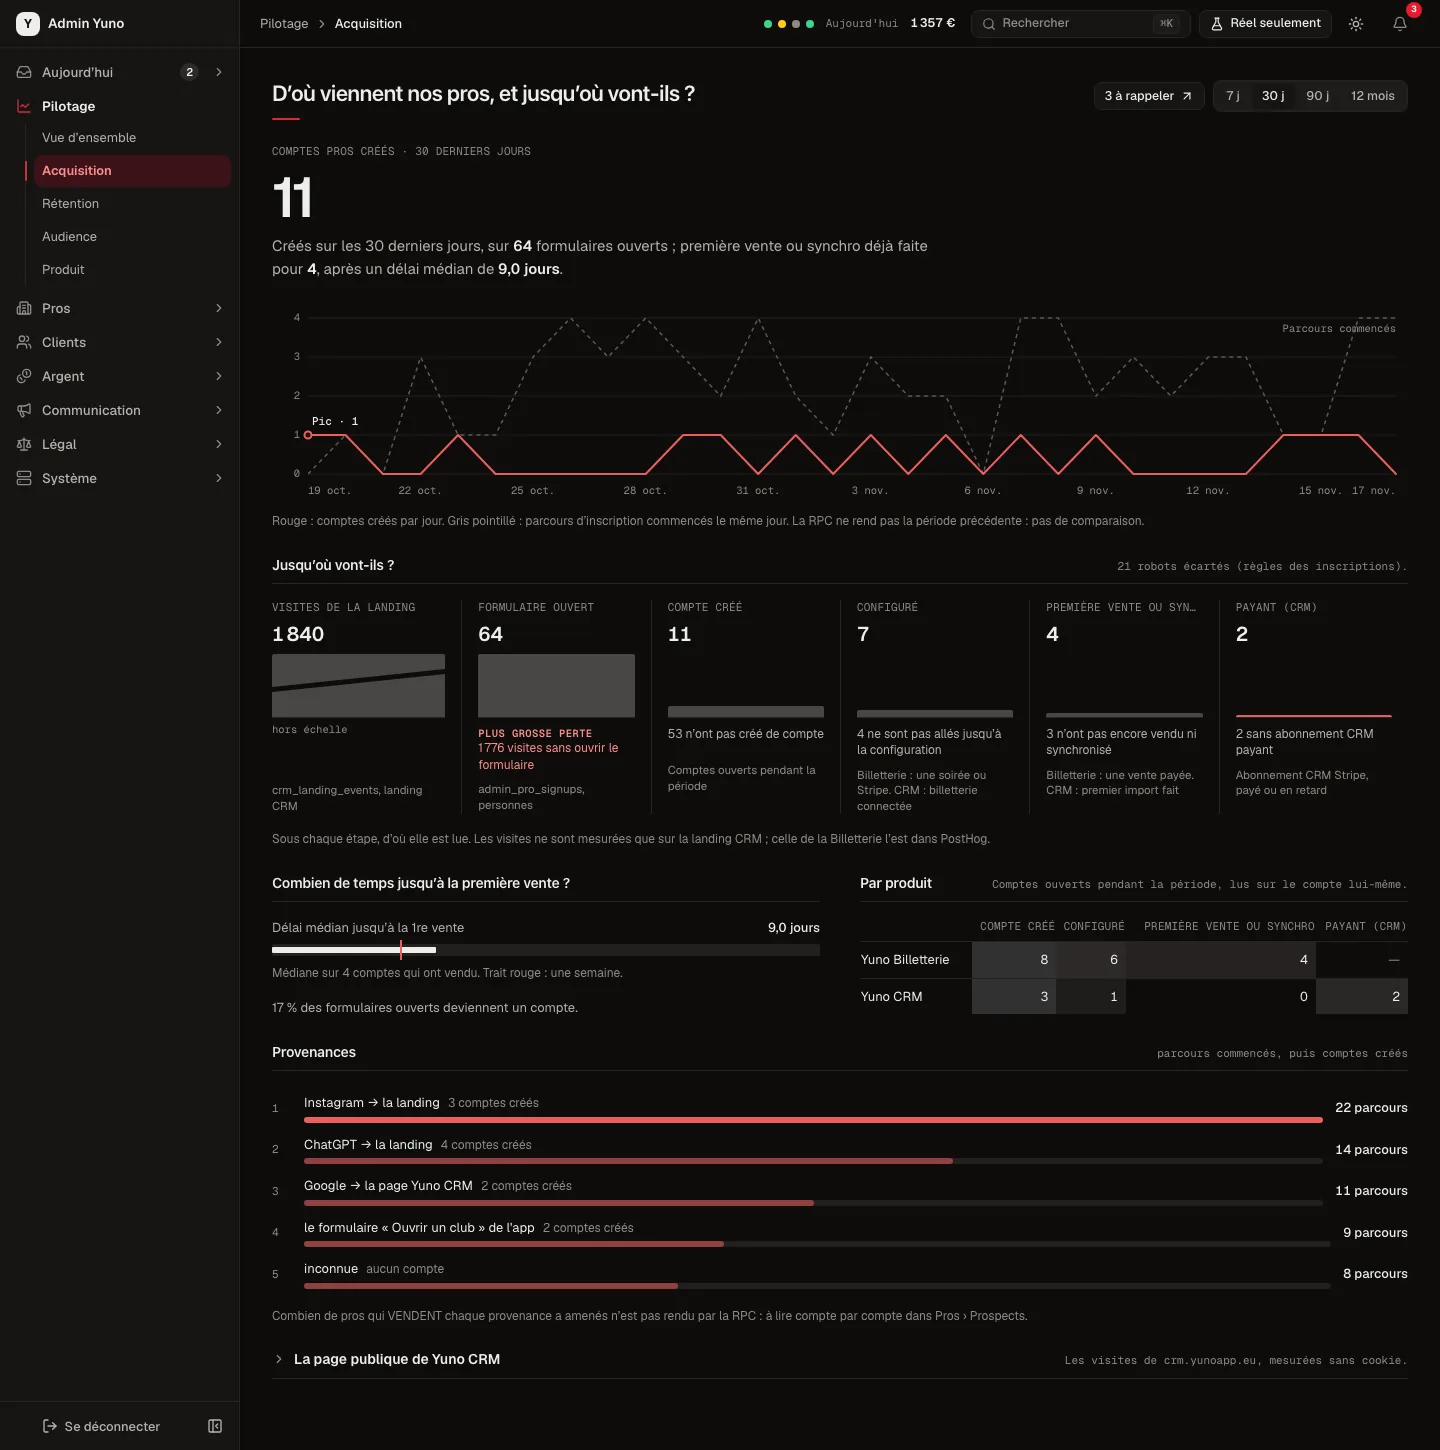 Y Admin Yuno
Pilotage > Acquisition
Aujourd'hui 1 357 €
Rechercher ⌘K
Réel seulement
3
Aujourd'hui 2
Pilotage
Vue d'ensemble
Acquisition
Rétention
Audience
Produit
Pros
Clients
Argent
Communication
Légal
Système
Se déconnecter
D'où viennent nos pros, et jusqu'où vont-ils ?
3 à rappeler
7 j 30 j 90 j 12 mois
COMPTES PROS CRÉÉS · 30 DERNIERS JOURS
11
Créés sur les 30 derniers jours, sur 64 formulaires ouverts ; première vente ou synchro déjà faite
pour 4, après un délai médian de 9,0 jours.
4
Parcours commencés
3
2
Pic · 1
1
0
19 oct. 22 oct. 25 oct. 28 oct. 31 oct. 3 nov. 6 nov. 9 nov. 12 nov. 15 nov. 17 nov.
Rouge : comptes créés par jour. Gris pointillé : parcours d'inscription commencés le même jour. La RPC ne rend pas la période précédente : pas de comparaison.
Jusqu'où vont-ils ?
21 robots écartés (règles des inscriptions).
VISITES DE LA LANDING
1 840
hors échelle
crm_landing_events, landing
CRM
FORMULAIRE OUVERT
64
PLUS GROSSE PERTE
1 776 visites sans ouvrir le
formulaire
admin_pro_signups,
personnes
COMPTE CRÉÉ
11
53 n'ont pas créé de compte
Comptes ouverts pendant la
période
CONFIGURÉ
7
4 ne sont pas allés jusqu'à
la configuration
Billetterie : une soirée ou
Stripe. CRM : billetterie
connectée
PREMIÈRE VENTE OU SYN…
4
3 n'ont pas encore vendu ni
synchronisé
Billetterie : une vente payée.
CRM : premier import fait
PAYANT (CRM)
2
2 sans abonnement CRM
payant
Abonnement CRM Stripe,
payé ou en retard
Sous chaque étape, d'où elle est lue. Les visites ne sont mesurées que sur la landing CRM ; celle de la Billetterie l'est dans PostHog.
Combien de temps jusqu'à la première vente ?
Délai médian jusqu'à la 1re vente 9,0 jours
Médiane sur 4 comptes qui ont vendu. Trait rouge : une semaine.
17 % des formulaires ouverts deviennent un compte.
Par produit
Comptes ouverts pendant la période, lus sur le compte lui-même.
COMPTE CRÉÉ CONFIGURÉ PREMIÈRE VENTE OU SYNCHRO PAYANT (CRM)
Yuno Billetterie 8 6 4 —
Yuno CRM 3 1 0 2
Provenances
parcours commencés, puis comptes créés
1 Instagram → la landing 3 comptes créés 22 parcours
2 ChatGPT → la landing 4 comptes créés 14 parcours
3 Google → la page Yuno CRM 2 comptes créés 11 parcours
4 le formulaire « Ouvrir un club » de l'app 2 comptes créés 9 parcours
5 inconnue aucun compte 8 parcours
Combien de pros qui VENDENT chaque provenance a amenés n'est pas rendu par la RPC : à lire compte par compte dans Pros › Prospects.
La page publique de Yuno CRM
Les visites de crm.yunoapp.eu, mesurées sans cookie.